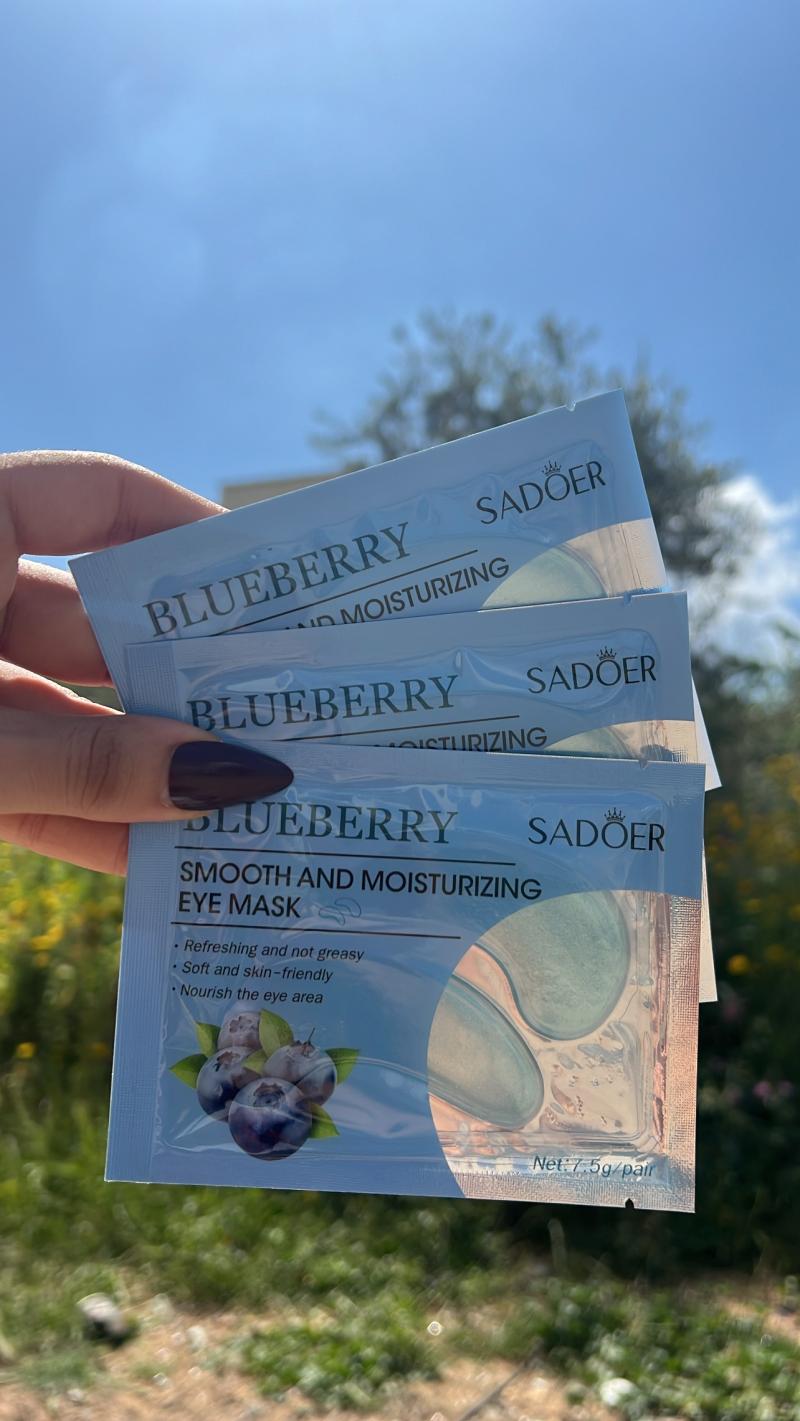 SADOER
BLUEBERRY
AND MOISTURIZING
SADOER
BLUEBERRY
MOISTURIZING
BLUEBERRY
SADOER
SMOOTH AND MOISTURIZING
EYE MASK
• Refreshing and not greasy
• Soft and skin-friendly
• Nourish the eye area
Net:7.5g/pair